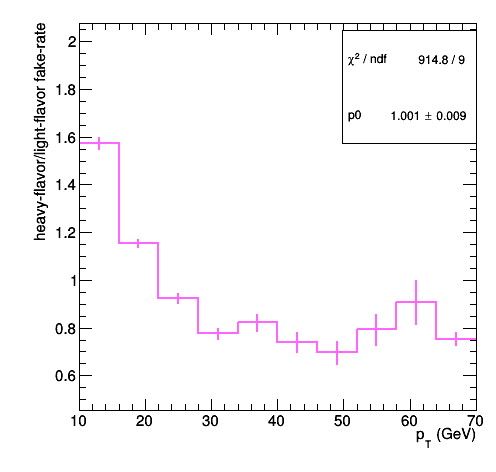 heavy-flavor/light-flavor fake-rate
2
1.8
1.6
1.4
1.2
1
0.8
0.6
χ² / ndf 914.8 / 9
p0 1.001 ± 0.009
10 20 30 40 50 60 70
p_T (GeV)